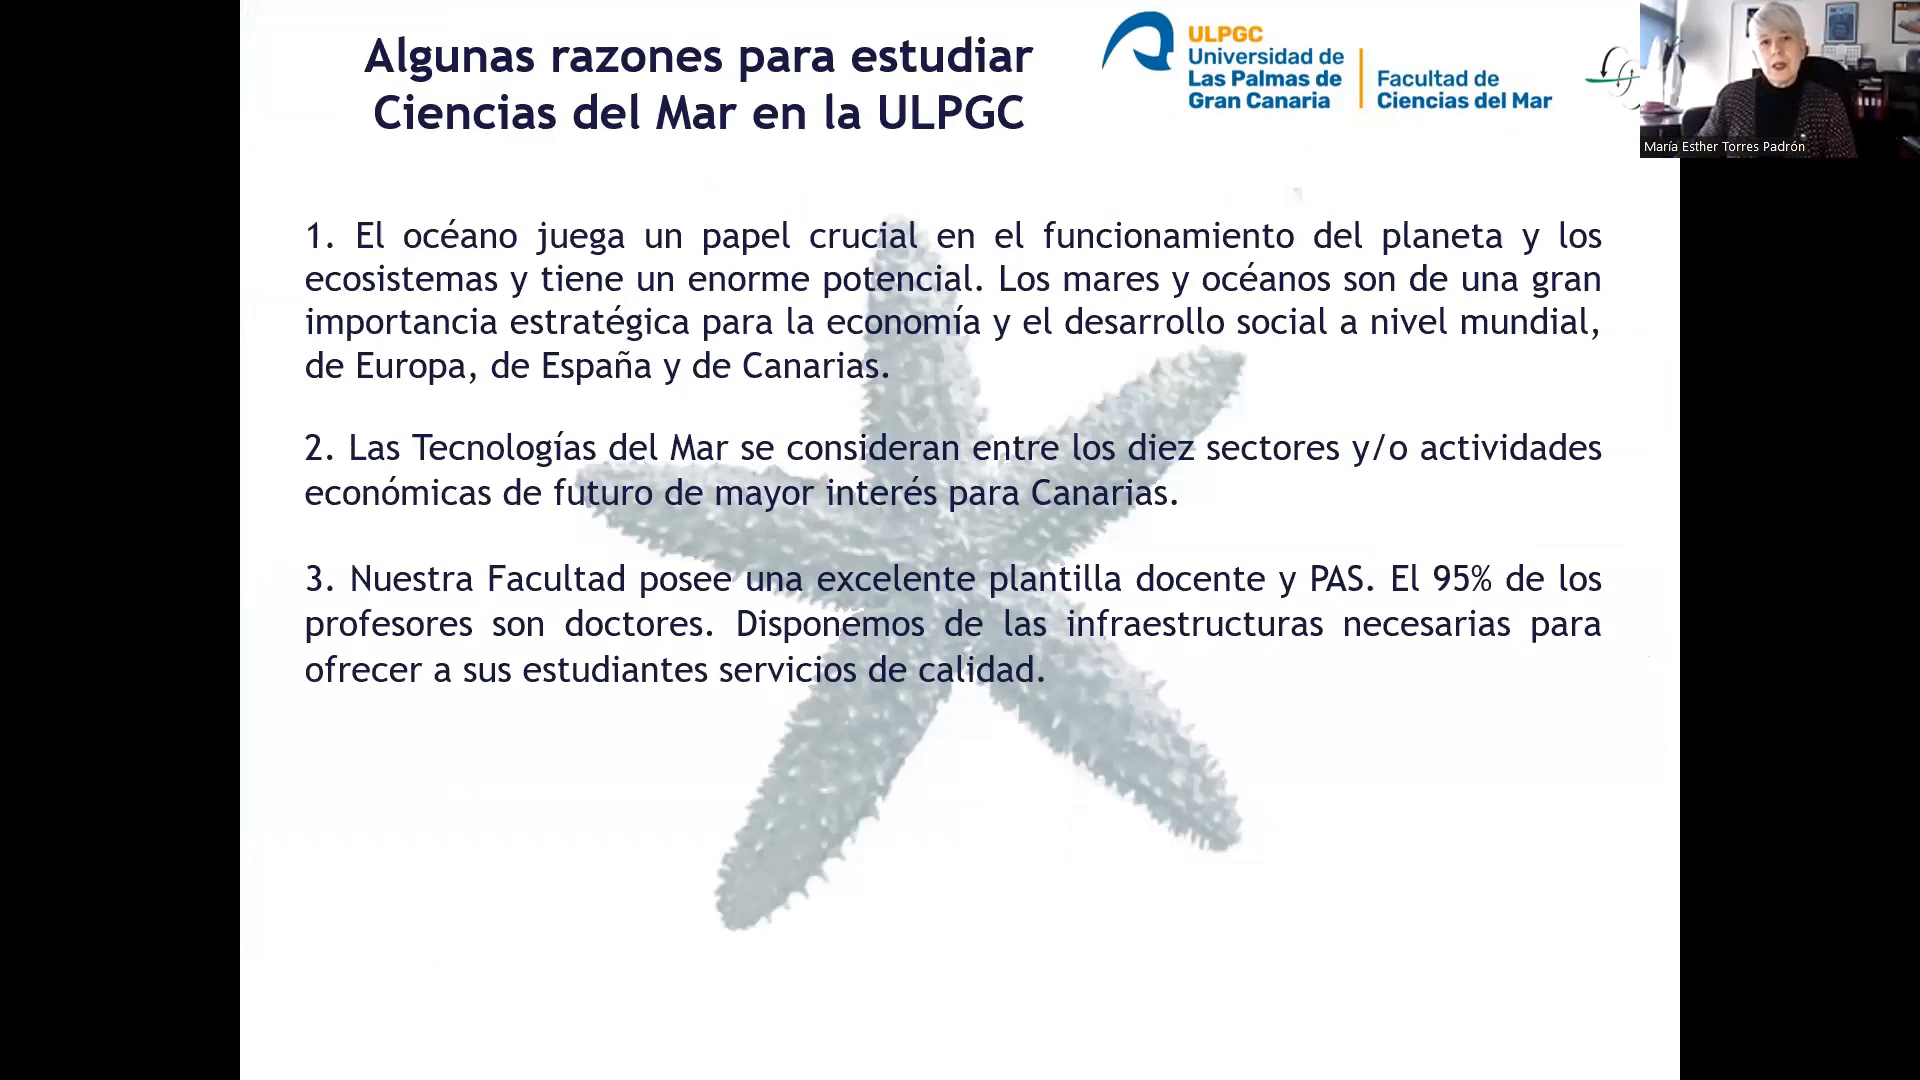 Algunas razones para estudiar
Ciencias del Mar en la ULPGC
ULPGC
Universidad de
Las Palmas de
Gran Canaria
Facultad de
Ciencias del Mar
María Esther Torres Padrón
1. El océano juega un papel crucial en el funcionamiento del planeta y los
ecosistemas y tiene un enorme potencial. Los mares y océanos son de una gran
importancia estratégica para la economía y el desarrollo social a nivel mundial,
de Europa, de España y de Canarias.
2. Las Tecnologías del Mar se consideran entre los diez sectores y/o actividades
económicas de futuro de mayor interés para Canarias.
3. Nuestra Facultad posee una excelente plantilla docente y PAS. El 95% de los
profesores son doctores. Disponemos de las infraestructuras necesarias para
ofrecer a sus estudiantes servicios de calidad.